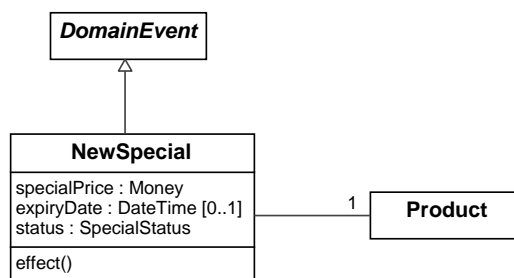 DomainEvent
NewSpecial
specialPrice : Money
expiryDate : DateTime [0..1]
status : SpecialStatus
effect()
1
Product